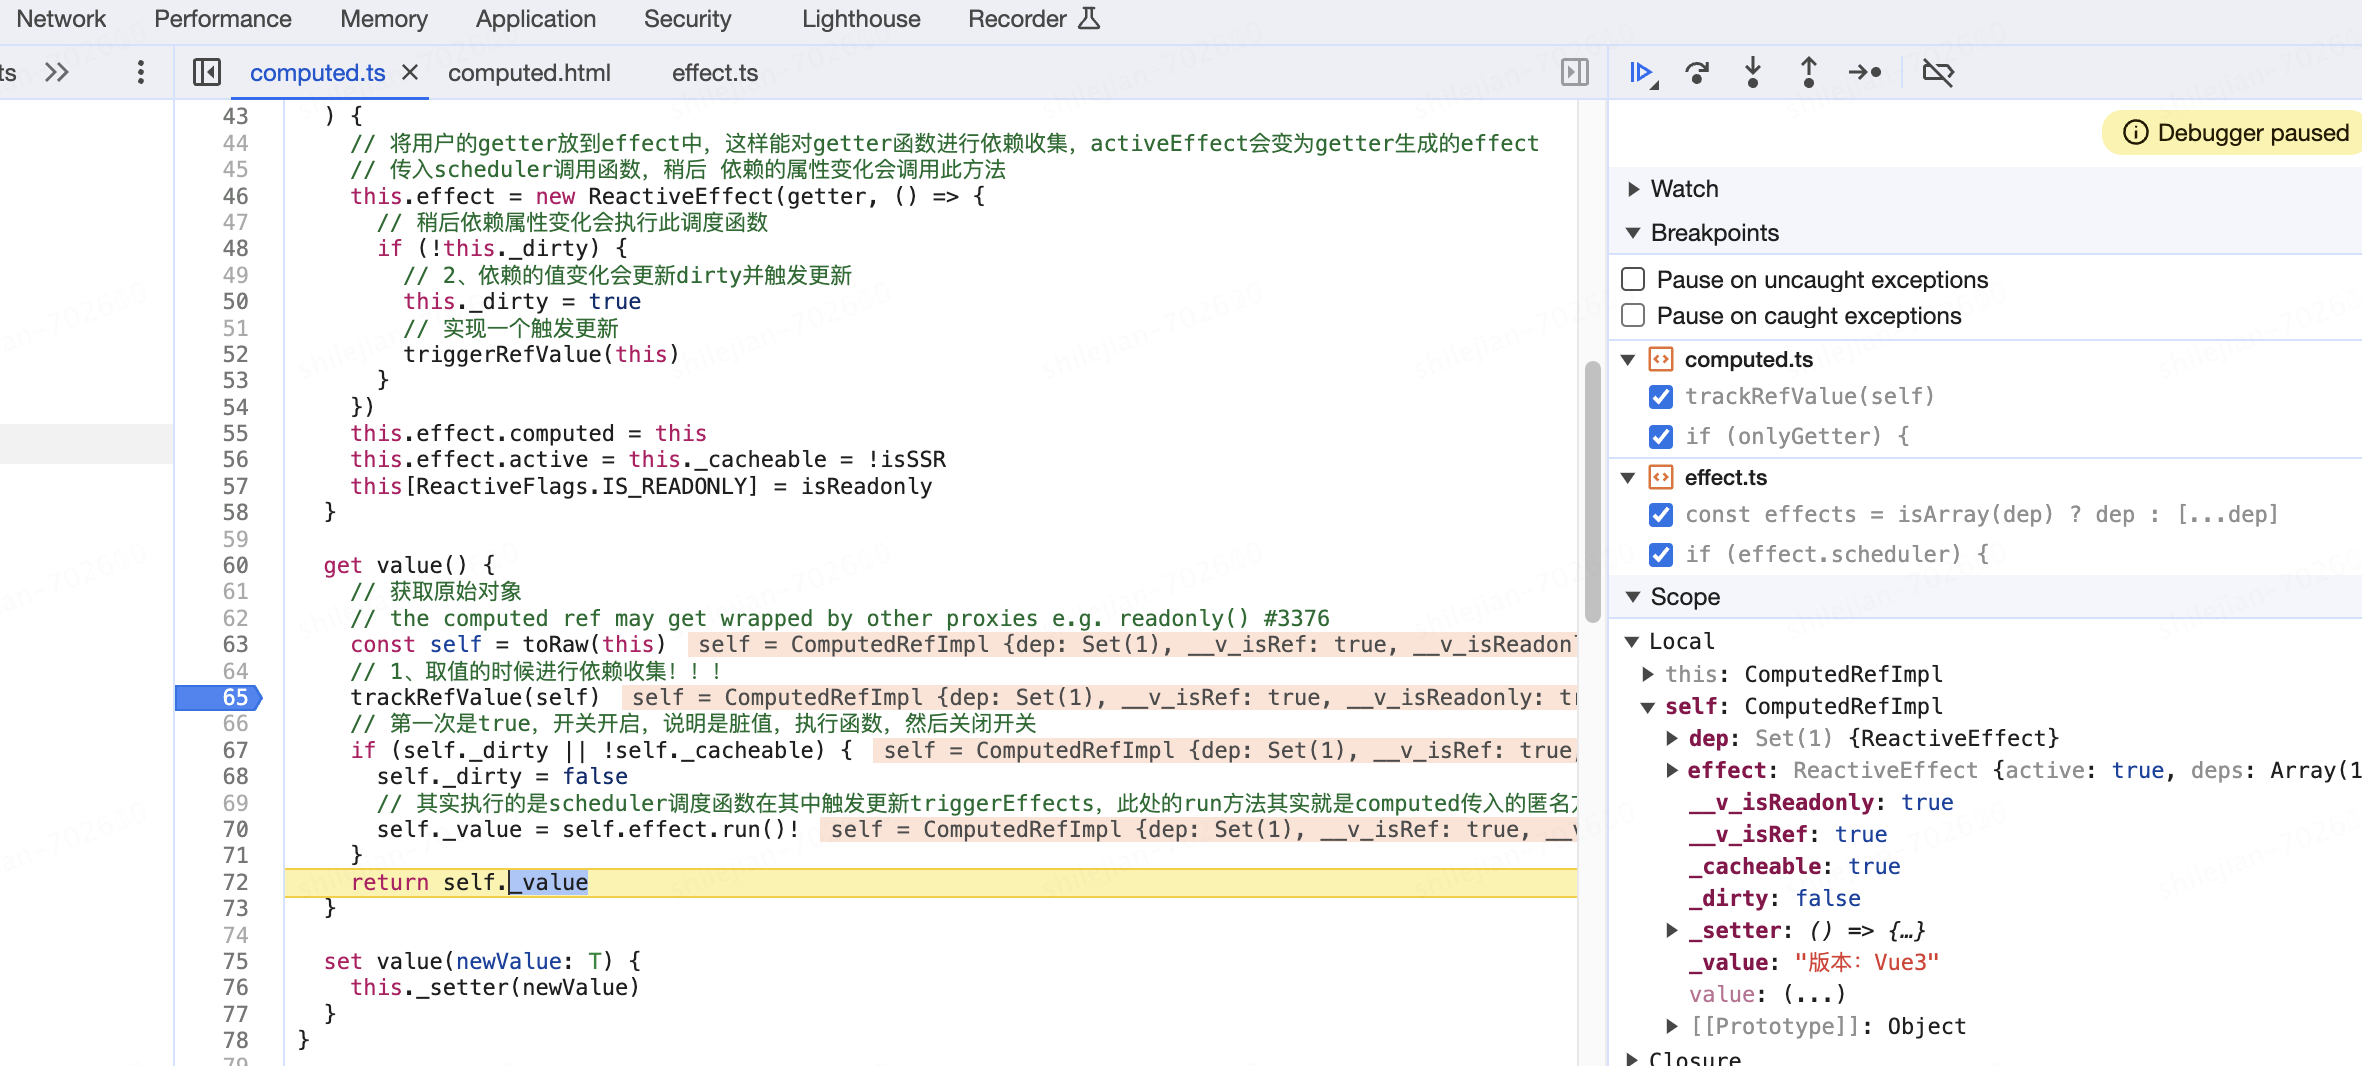 Network Performance Memory Application Security Lighthouse Recorder
ts computed.ts × computed.html effect.ts
43 ) {
44 // 将用户的getter放到effect中，这样能对getter函数进行依赖收集，activeEffect会变为getter生成的effect
45 // 传入scheduler调用函数，稍后 依赖的属性变化会调用此方法
46 this.effect = new ReactiveEffect(getter, () => {
47 // 稍后依赖属性变化会执行此调度函数
48 if (!this._dirty) {
49 // 2、依赖的值变化会更新dirty并触发更新
50 this._dirty = true
51 // 实现一个触发更新
52 triggerRefValue(this)
53 }
54 })
55 this.effect.computed = this
56 this.effect.active = this._cacheable = !isSSR
57 this[ReactiveFlags.IS_READONLY] = isReadonly
58 }
59
60 get value() {
61 // 获取原始对象
62 // the computed ref may get wrapped by other proxies e.g. readonly() #3376
63 const self = toRaw(this) self = ComputedRefImpl {dep: Set(1), __v_isRef: true, __v_isReadonl
64 // 1、取值的时候进行依赖收集！！！
65 trackRefValue(self) self = ComputedRefImpl {dep: Set(1), __v_isRef: true, __v_isReadonly: tr
66 // 第一次是true，开关开启，说明是脏值，执行函数，然后关闭开关
67 if (self._dirty || !self._cacheable) { self = ComputedRefImpl {dep: Set(1), __v_isRef: true,
68 self._dirty = false
69 // 其实执行的是scheduler调度函数在其中触发更新triggerEffects，此处的run方法其实就是computed传入的匿名
70 self._value = self.effect.run()! self = ComputedRefImpl {dep: Set(1), __v_isRef: true, __v
71 }
72 return self._value
73 }
74
75 set value(newValue: T) {
76 this._setter(newValue)
77 }
78 }
79
Debugger paused
Watch
Breakpoints
Pause on uncaught exceptions
Pause on caught exceptions
computed.ts
trackRefValue(self)
if (onlyGetter) {
effect.ts
const effects = isArray(dep) ? dep : [...dep]
if (effect.scheduler) {
Scope
Local
this: ComputedRefImpl
self: ComputedRefImpl
dep: Set(1) {ReactiveEffect}
effect: ReactiveEffect {active: true, deps: Array(1
__v_isReadonly: true
__v_isRef: true
_cacheable: true
_dirty: false
_setter: () => {…}
_value: "版本：Vue3"
value: (...)
[[Prototype]]: Object
Closure